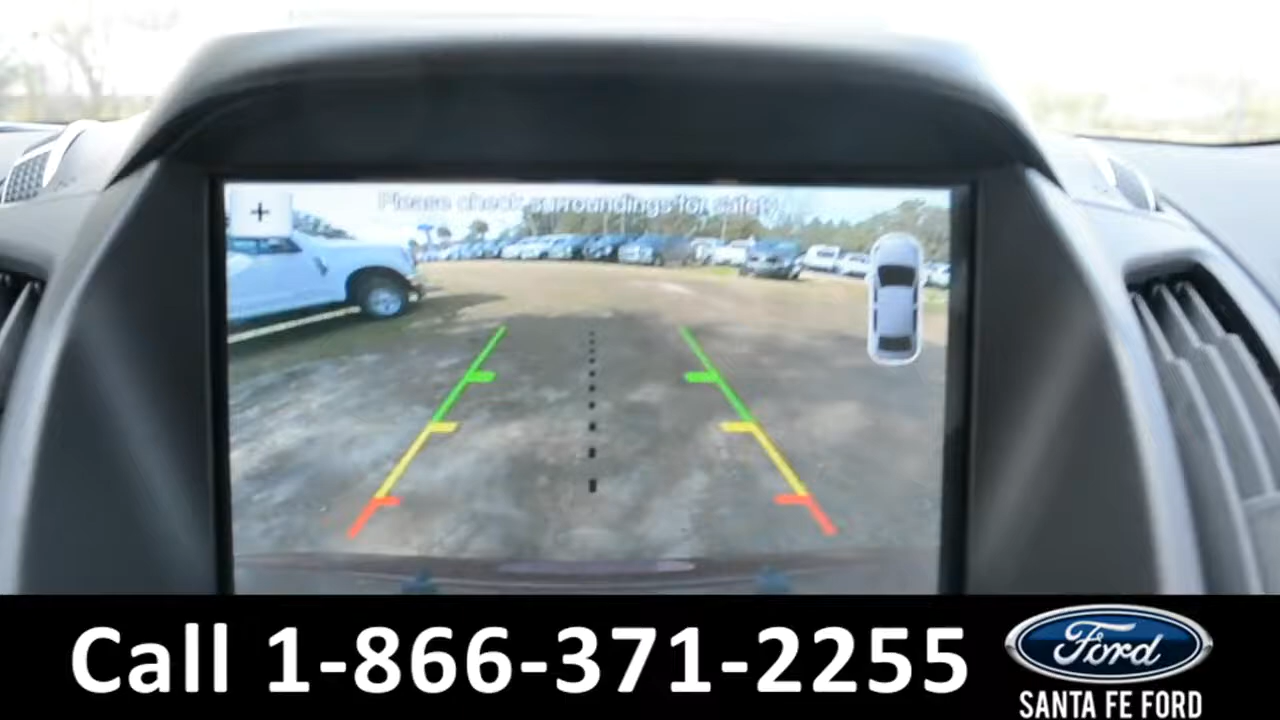 +
Please check surroundings for safety
Call 1-866-371-2255
Ford
SANTA FE FORD